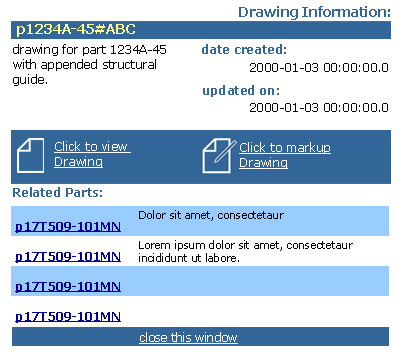 Drawing Information:
p1234A-45#ABC
drawing for part 1234A-45
with appended structural
guide.
date created:
2000-01-03 00:00:00.0
updated on:
2000-01-03 00:00:00.0
Click to view
Drawing
Click to markup
Drawing
Related Parts:
p17T509-101MN
Dolor sit amet, consectetaur
p17T509-101MN
Lorem ipsum dolor sit amet, consectetaur
incididunt ut labore.
p17T509-101MN
p17T509-101MN
close this window